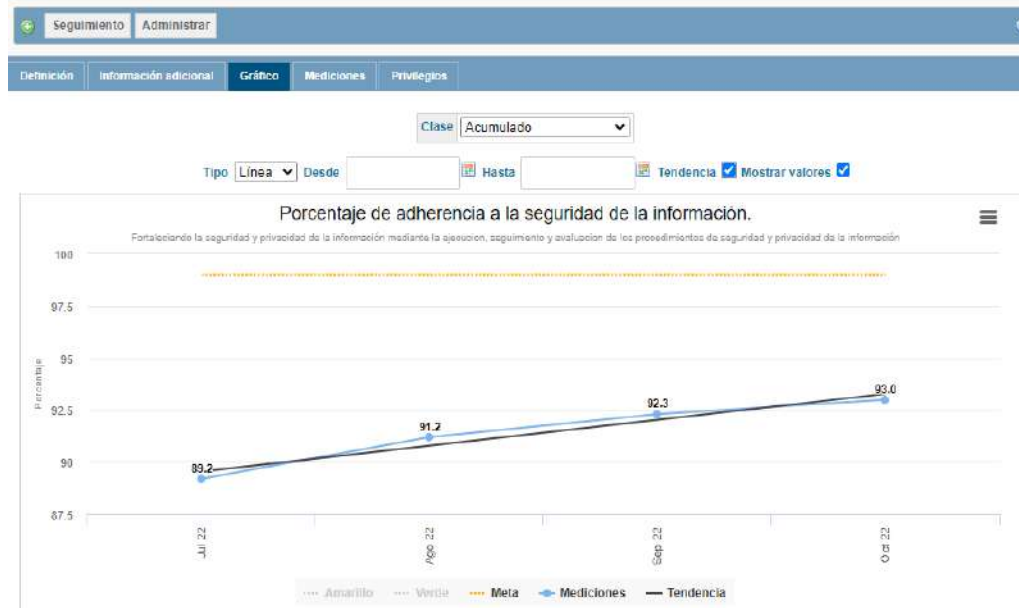 Seguimiento Administrar
Definición Información adicional Gráfico Mediciones Privilegios
Clase Acumulado
Tipo Línea Desde Hasta Tendencia Mostrar valores
Porcentaje de adherencia a la seguridad de la información.
Fortaleciendo la seguridad y privacidad de la información mediante la ejecucion, seguimiento y evaluacion de los procedimientos de seguridad y privacidad de la información
100
97.5
95
92.5
90
87.5
Porcentaje
89.2
91.2
92.3
93.0
Jul 22
Ago 22
Sep 22
Oct 22
Amarillo Verde Meta Mediciones Tendencia